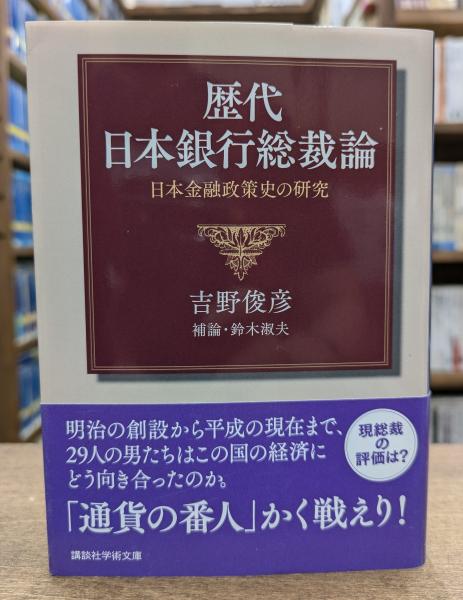 歴代
日本銀行総裁論
日本金融政策史の研究
吉野俊彦
補論・鈴木淑夫
明治の創設から平成の現在まで、
29人の男たちはこの国の経済に
どう向き合ったのか。
現総裁
の
評価は?
「通貨の番人」かく戦えり!
講談社学術文庫